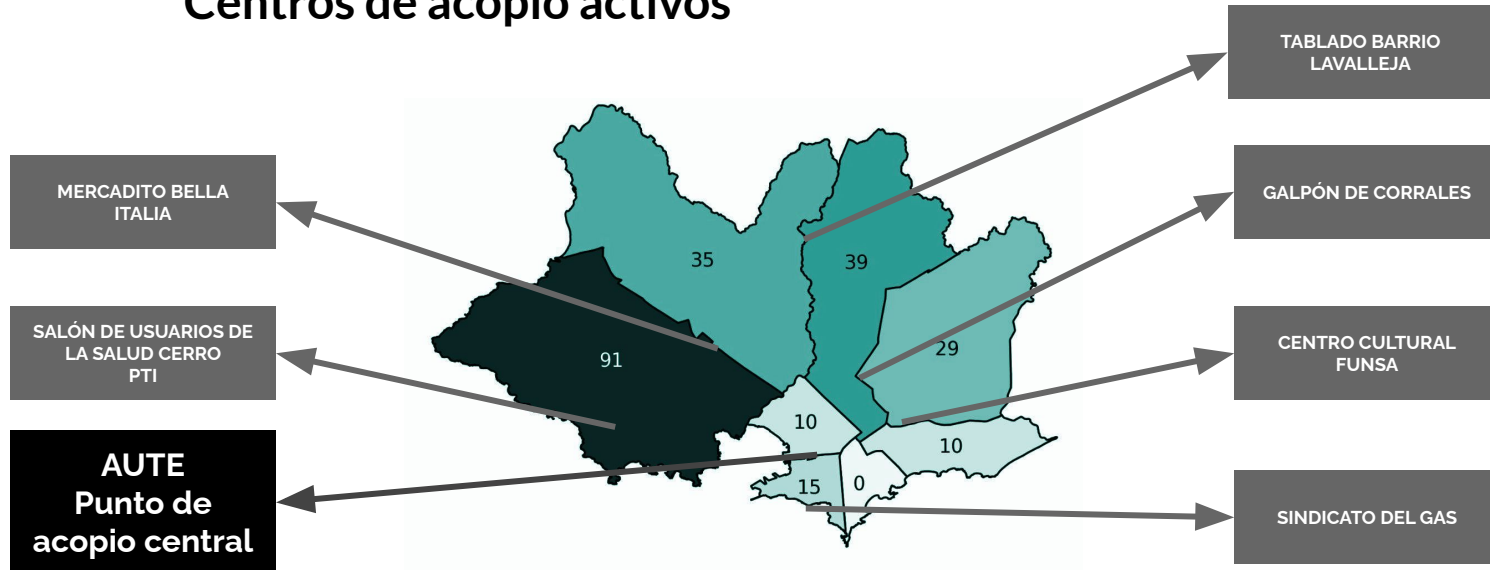 Centros de acopio activos
TABLADO BARRIO
LAVALLEJA
MERCADITO BELLA
ITALIA
GALPÓN DE CORRALES
35
39
SALÓN DE USUARIOS DE
LA SALUD CERRO
PTI
91
29
CENTRO CULTURAL
FUNSA
10
10
AUTE
Punto de
acopio central
15
0
SINDICATO DEL GAS